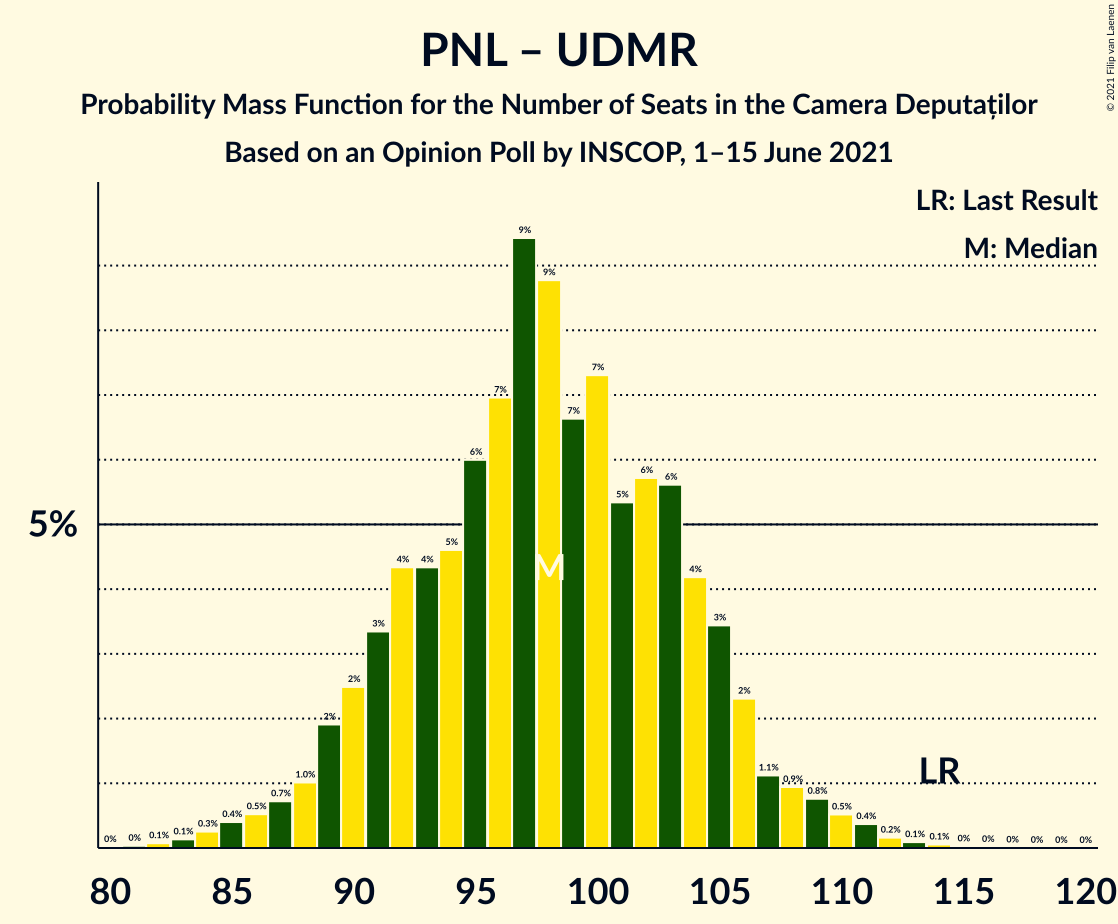 PNL – UDMR
Probability Mass Function for the Number of Seats in the Camera Deputaților
Based on an Opinion Poll by INSCOP, 1–15 June 2021
© 2021 Filip van Laenen
LR: Last Result
M: Median
5%
0% 0% 0.1% 0.1% 0.3% 0.4% 0.5% 0.7% 1.0% 2% 2% 3% 4% 4% 5% 6% 7% 9% 9% 7% 7% 5% 6% 6% 4% 3% 2% 1.1% 0.9% 0.8% 0.5% 0.4% 0.2% 0.1% 0.1% 0% 0% 0% 0% 0% 0%
M
LR
80 85 90 95 100 105 110 115 120